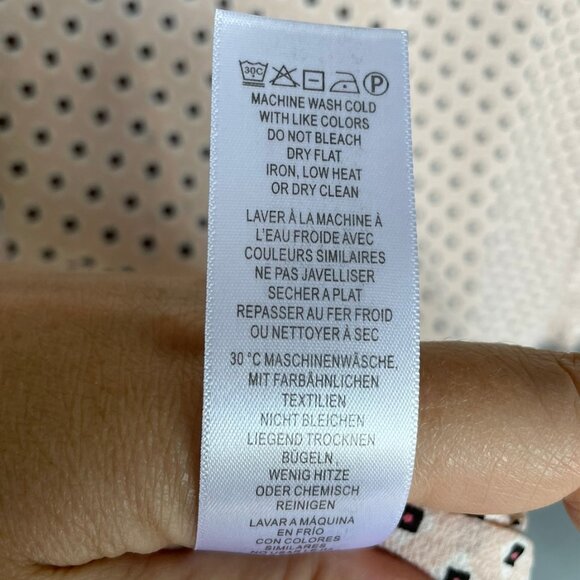 30C P
MACHINE WASH COLD
WITH LIKE COLORS
DO NOT BLEACH
DRY FLAT
IRON, LOW HEAT
OR DRY CLEAN
LAVER À LA MACHINE À
L'EAU FROIDE AVEC
COULEURS SIMILAIRES
NE PAS JAVELLISER
SECHER A PLAT
REPASSER AU FER FROID
OU NETTOYER À SEC
30 °C MASCHINENWÄSCHE,
MIT FARBÄHNLICHEN
TEXTILIEN
NICHT BLEICHEN
LIEGEND TROCKNEN
BÜGELN,
WENIG HITZE
ODER CHEMISCH
REINIGEN
LAVAR A MÁQUINA
EN FRÍO
CON COLORES
SIMILARES
NO